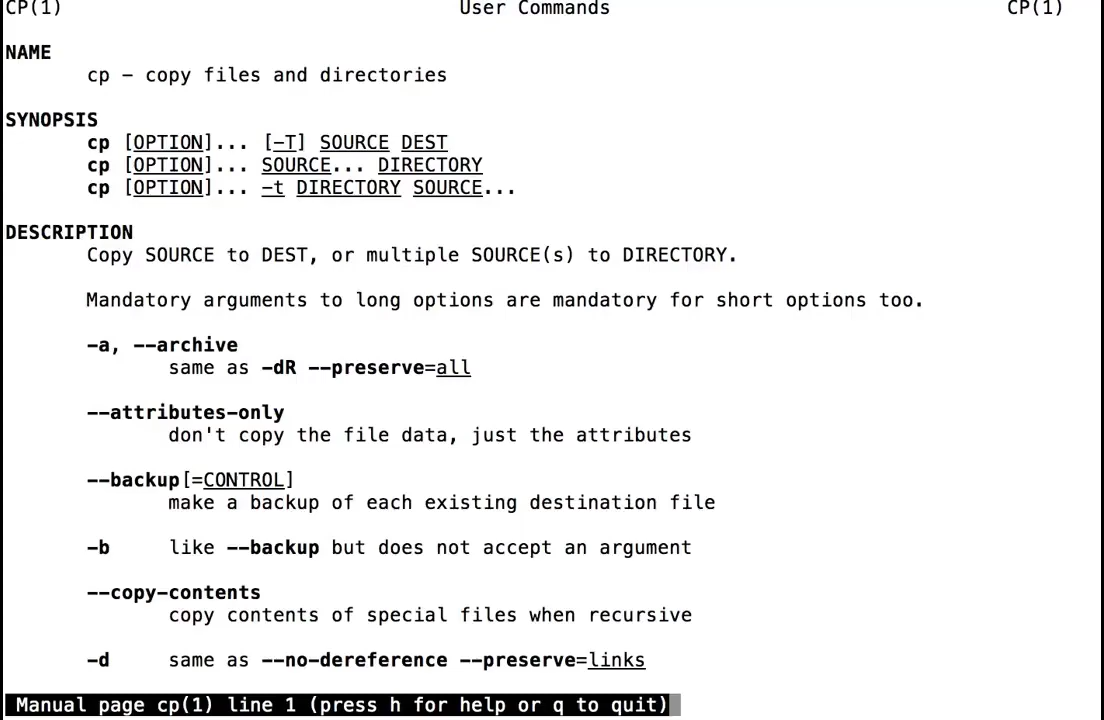 CP(1) User Commands CP(1)
NAME
cp - copy files and directories
SYNOPSIS
cp [OPTION]... [-T] SOURCE DEST
cp [OPTION]... SOURCE... DIRECTORY
cp [OPTION]... -t DIRECTORY SOURCE...
DESCRIPTION
Copy SOURCE to DEST, or multiple SOURCE(s) to DIRECTORY.
Mandatory arguments to long options are mandatory for short options too.
-a, --archive
same as -dR --preserve=all
--attributes-only
don't copy the file data, just the attributes
--backup[=CONTROL]
make a backup of each existing destination file
-b like --backup but does not accept an argument
--copy-contents
copy contents of special files when recursive
-d same as --no-dereference --preserve=links
Manual page cp(1) line 1 (press h for help or q to quit)